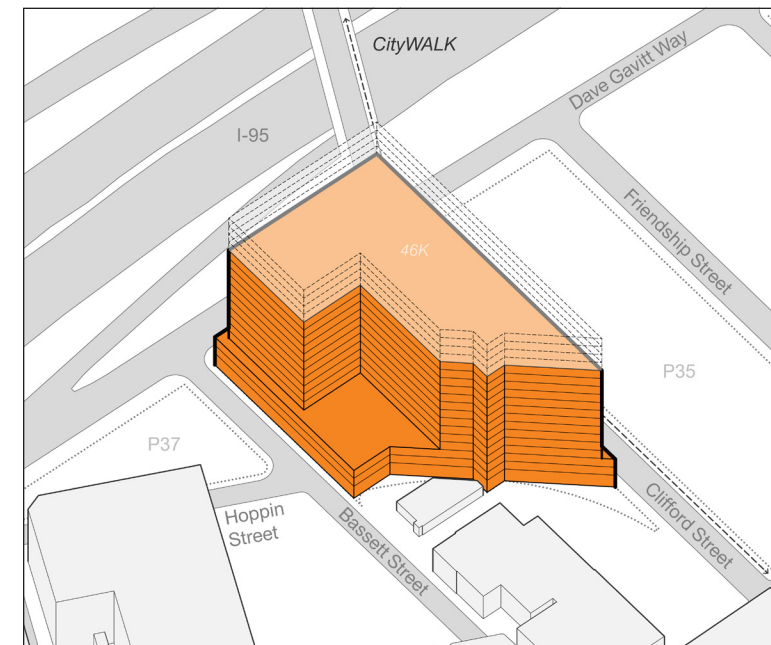 CityWALK
Dave Gavitt Way
I-95
Friendship Street
46K
P35
P37
Hoppin
Street
Bassett Street
Clifford Street